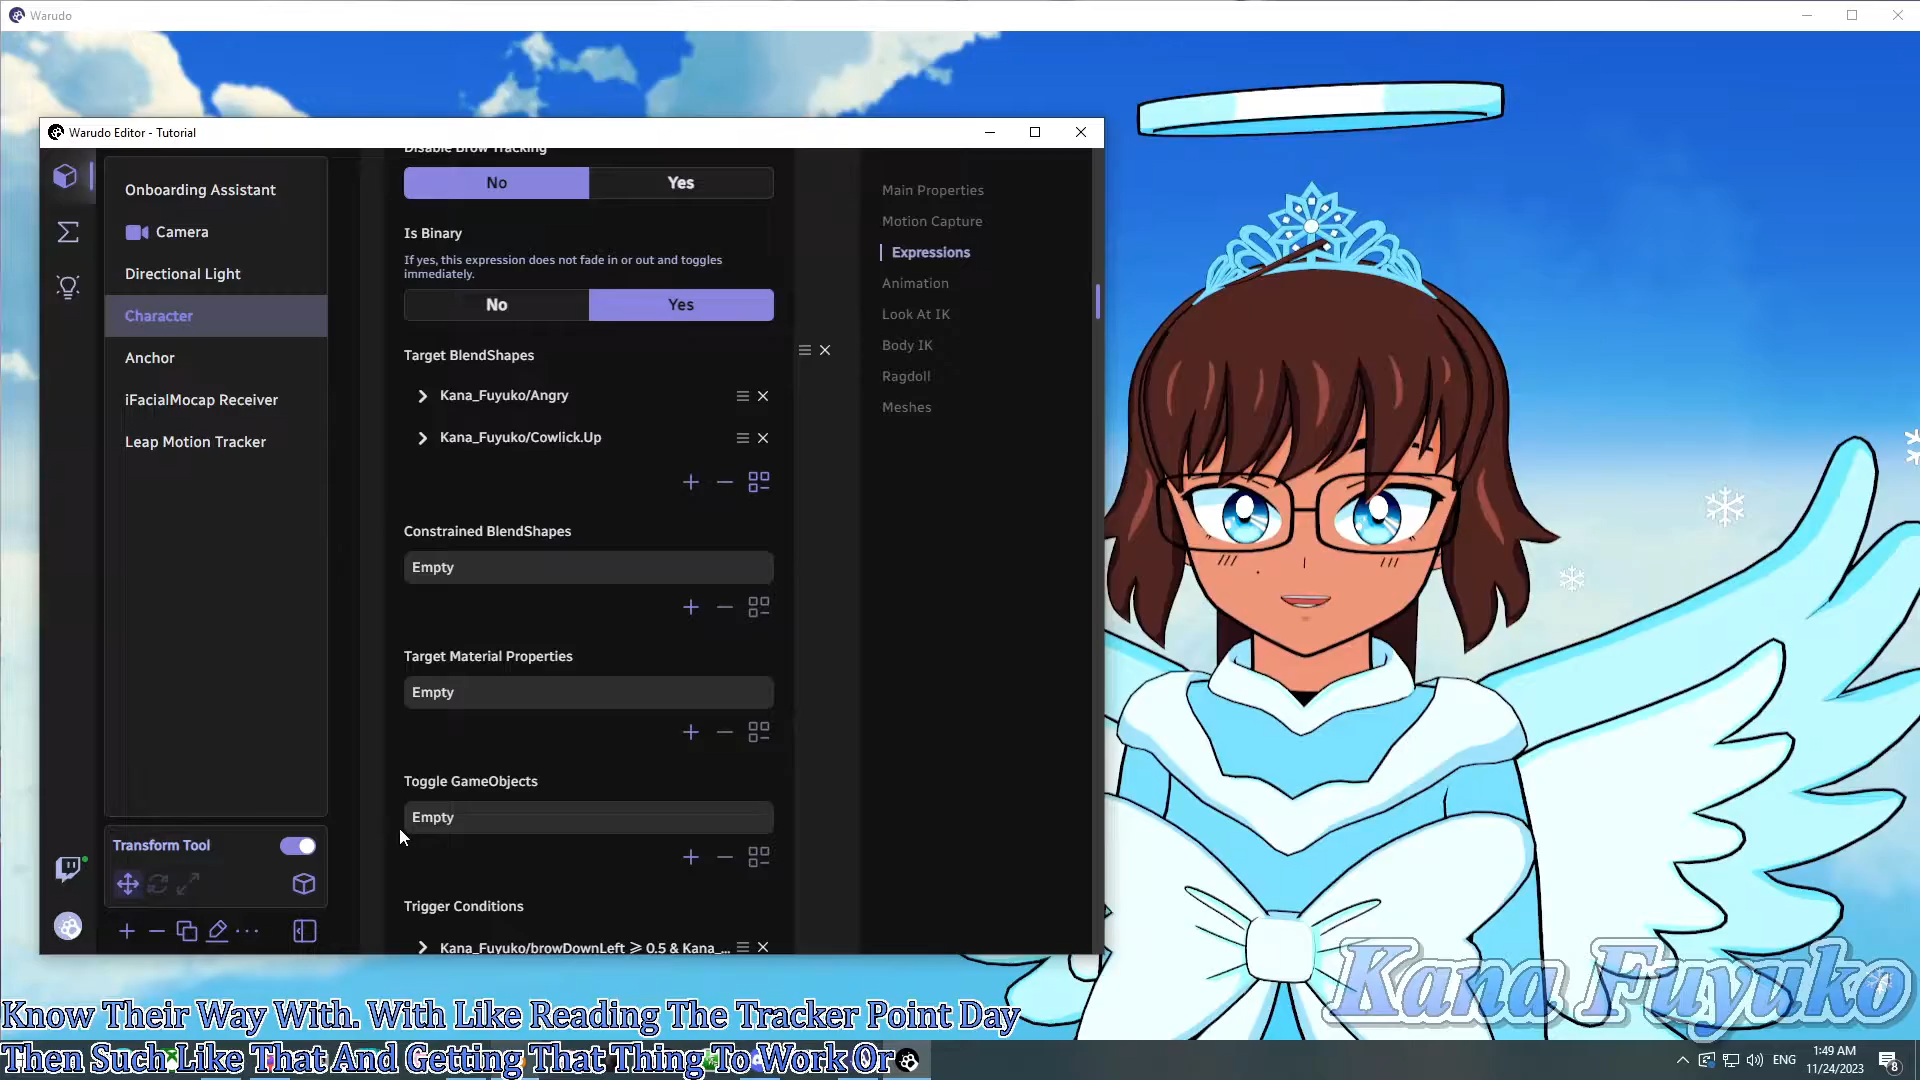 Warudo
Warudo Editor - Tutorial
Onboarding Assistant
Camera
Directional Light
Character
Anchor
iFacialMocap Receiver
Leap Motion Tracker
Transform Tool
Disable Brow Tracking
No
Yes
Is Binary
If yes, this expression does not fade in or out and toggles
immediately.
No
Yes
Target BlendShapes
Kana_Fuyuko/Angry
Kana_Fuyuko/Cowlick.Up
Constrained BlendShapes
Empty
Target Material Properties
Empty
Toggle GameObjects
Empty
Trigger Conditions
Kana_Fuyuko/browDownLeft ≥ 0.5 & Kana_...
Main Properties
Motion Capture
Expressions
Animation
Look At IK
Body IK
Ragdoll
Meshes
Kana Fuyuko
Know Their Way With. With Like Reading The Tracker Point Day
Then Such Like That And Getting That Thing To Work Or
ENG
1:49 AM
11/24/2023
8